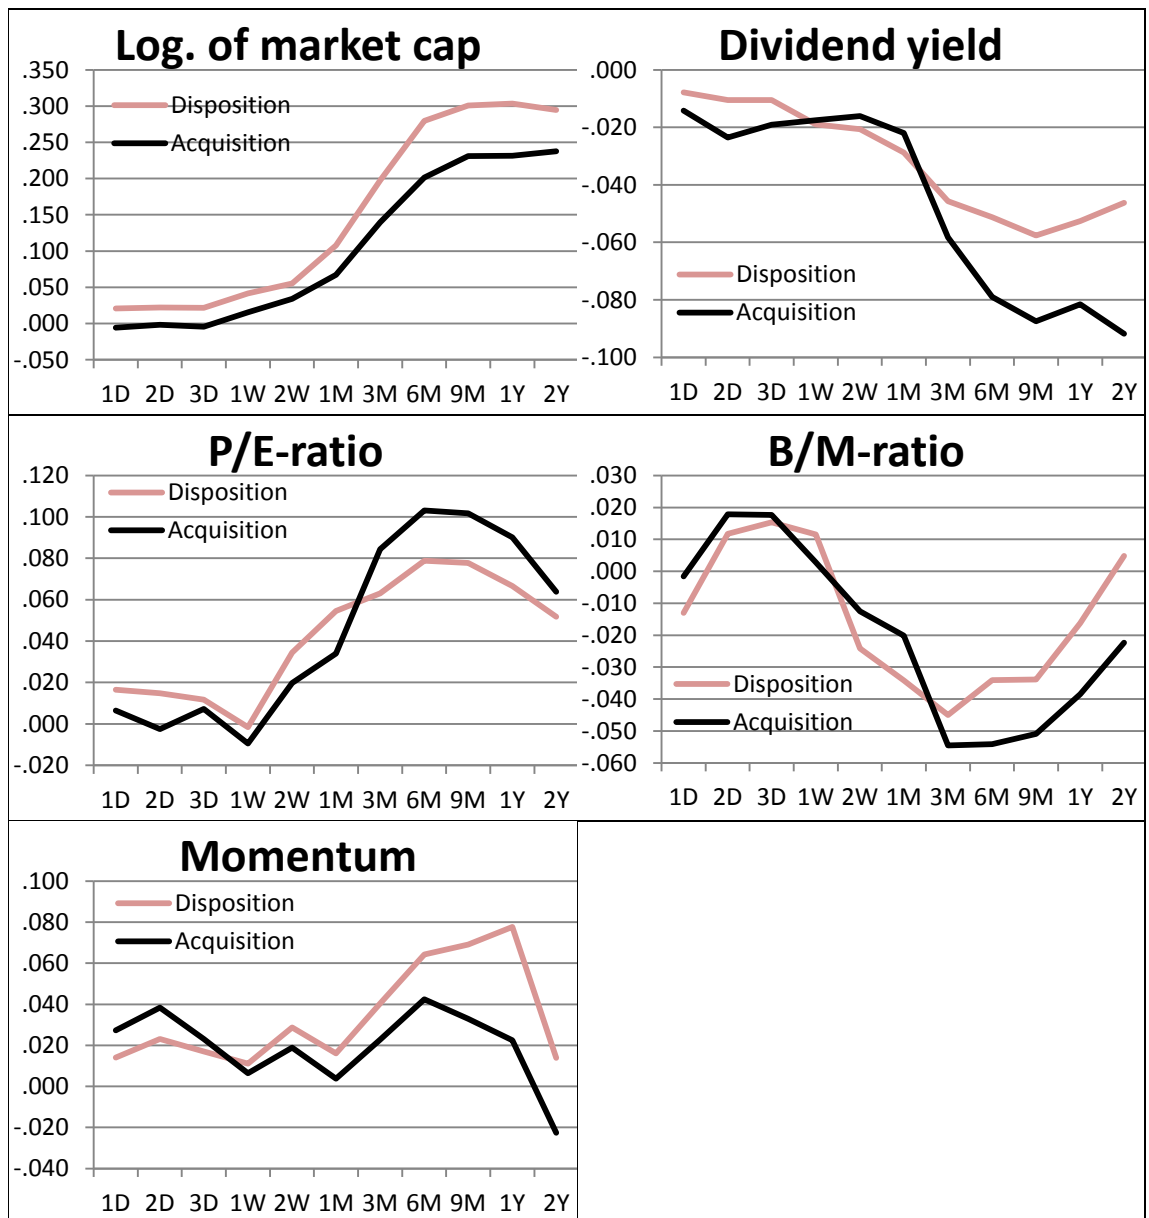 Log. of market cap
.350
.300
.250
.200
.150
.100
.050
.000
-.050
Disposition
Acquisition
1D 2D 3D 1W 2W 1M 3M 6M 9M 1Y 2Y
Dividend yield
.000
-.020
-.040
-.060
-.080
-.100
Disposition
Acquisition
1D 2D 3D 1W 2W 1M 3M 6M 9M 1Y 2Y
P/E-ratio
.120
.100
.080
.060
.040
.020
.000
-.020
Disposition
Acquisition
1D 2D 3D 1W 2W 1M 3M 6M 9M 1Y 2Y
B/M-ratio
.030
.020
.010
.000
-.010
-.020
-.030
-.040
-.050
-.060
Disposition
Acquisition
1D 2D 3D 1W 2W 1M 3M 6M 9M 1Y 2Y
Momentum
.100
.080
.060
.040
.020
.000
-.020
-.040
Disposition
Acquisition
1D 2D 3D 1W 2W 1M 3M 6M 9M 1Y 2Y